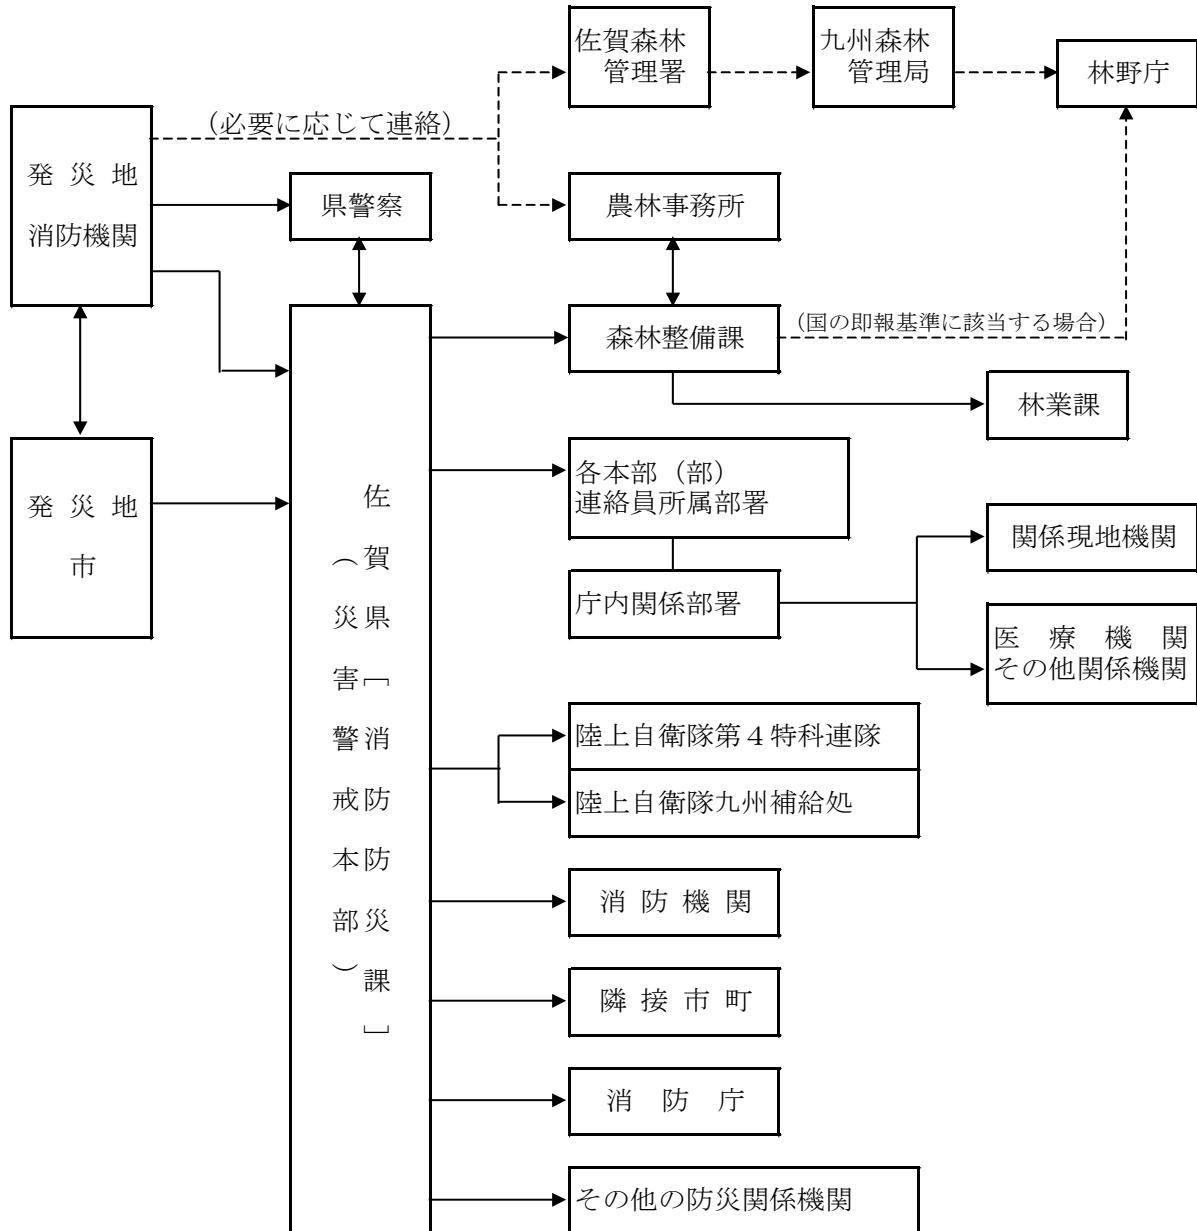 佐賀森林
管理署
九州森林
管理局
林野庁
(必要に応じて連絡)
発 災 地
消防機関
県警察
農林事務所
森林整備課
(国の即報基準に該当する場合)
林業課
発 災 地
市
佐賀県[消防防災課]
(災害警戒本部)
各本部(部)
連絡員所属部署
関係現地機関
庁内関係部署
医 療 機 関
その他関係機関
陸上自衛隊第4特科連隊
陸上自衛隊九州補給処
消 防 機 関
隣 接 市 町
消 防 庁
その他の防災関係機関